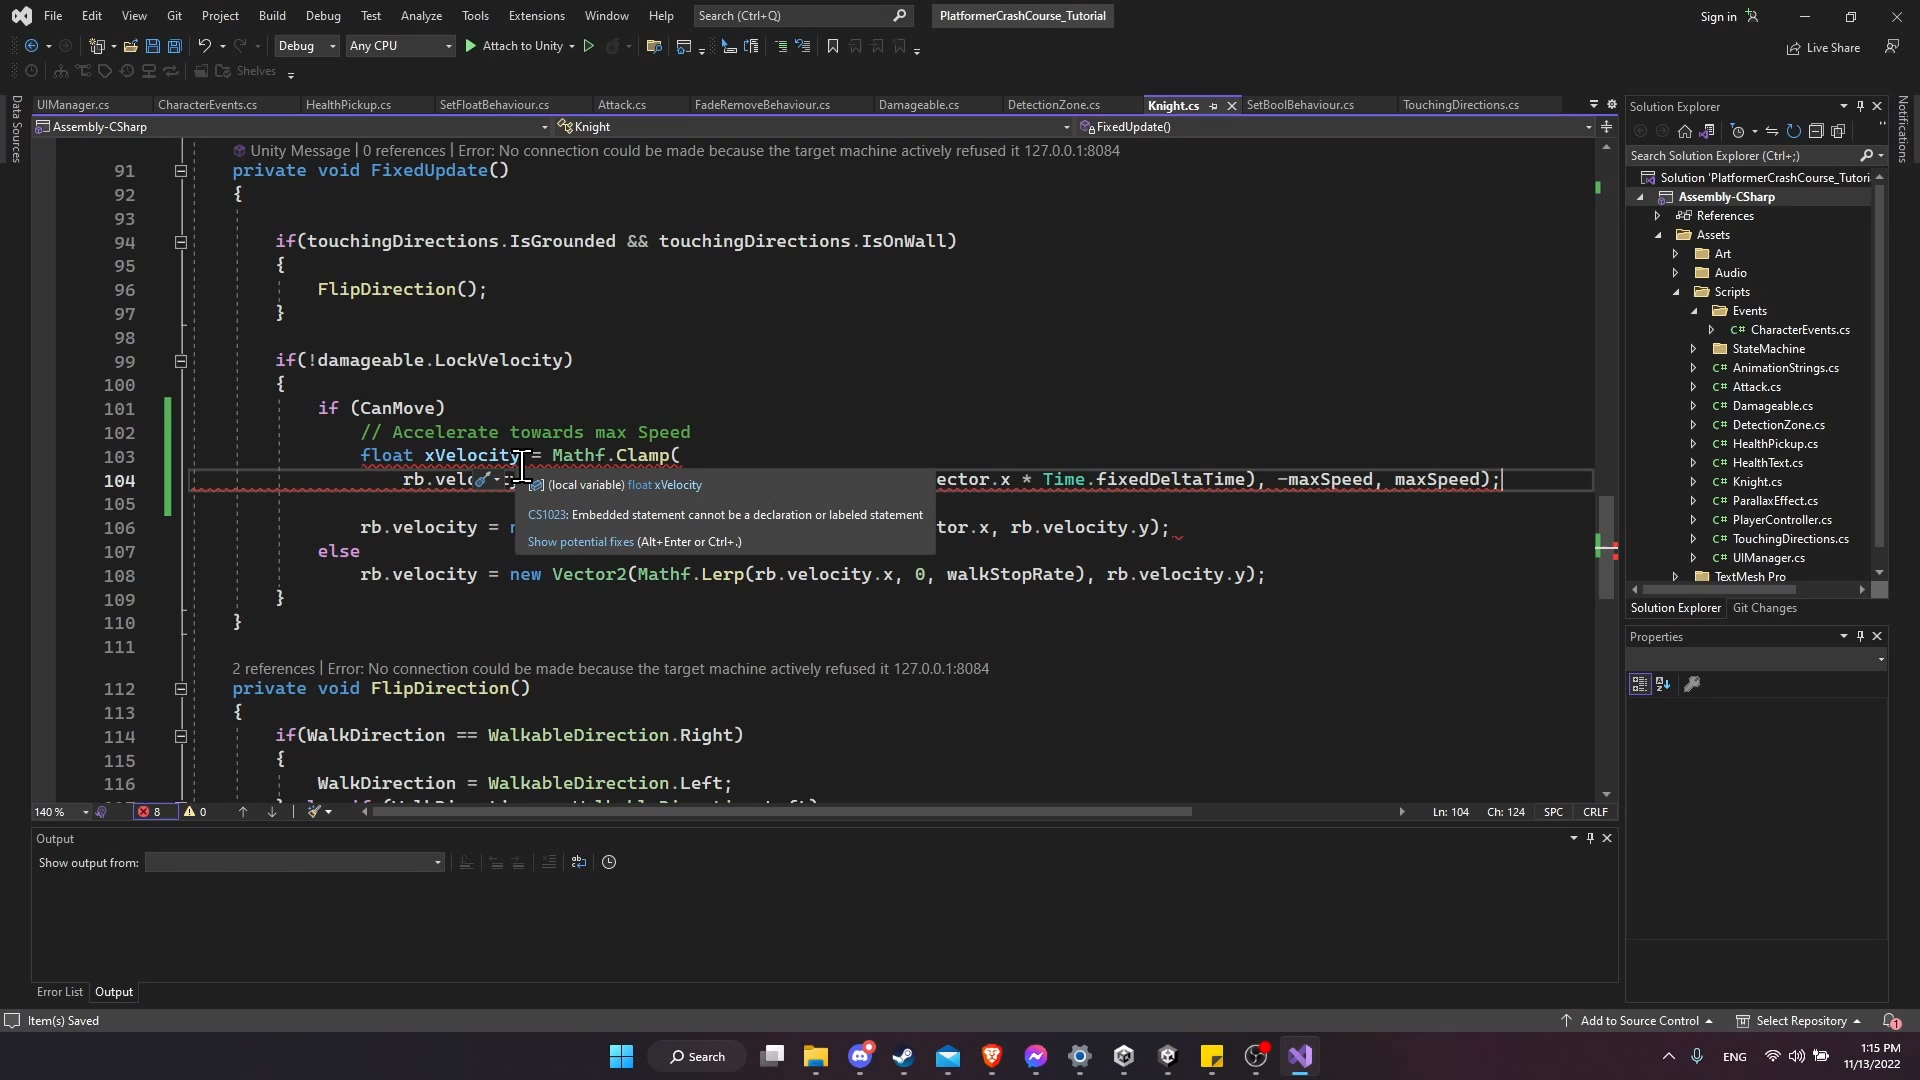 File Edit View Git Project Build Debug Test Analyze Tools Extensions Window Help Search (Ctrl+Q) PlatformerCrashCourse_Tutorial Sign in
Debug Any CPU Attach to Unity Live Share
Shelves
UIManager.cs CharacterEvents.cs HealthPickup.cs SetFloatBehaviour.cs Attack.cs FadeRemoveBehaviour.cs Damageable.cs DetectionZone.cs Knight.cs SetBoolBehaviour.cs TouchingDirections.cs
Data Sources
Assembly-CSharp Knight FixedUpdate()
Unity Message | 0 references | Error: No connection could be made because the target machine actively refused it 127.0.0.1:8084
91 private void FixedUpdate()
92 {
93
94 if(touchingDirections.IsGrounded && touchingDirections.IsOnWall)
95 {
96 FlipDirection();
97 }
98
99 if(!damageable.LockVelocity)
100 {
101 if (CanMove)
102 // Accelerate towards max Speed
103 float xVelocity = Mathf.Clamp(
104 rb.velo ector.x * Time.fixedDeltaTime), -maxSpeed, maxSpeed);
105
106 rb.velocity = n tor.x, rb.velocity.y);
(local variable) float xVelocity
CS1023: Embedded statement cannot be a declaration or labeled statement
Show potential fixes (Alt+Enter or Ctrl+.)
107 else
108 rb.velocity = new Vector2(Mathf.Lerp(rb.velocity.x, 0, walkStopRate), rb.velocity.y);
109 }
110 }
111
2 references | Error: No connection could be made because the target machine actively refused it 127.0.0.1:8084
112 private void FlipDirection()
113 {
114 if(WalkDirection == WalkableDirection.Right)
115 {
116 WalkDirection = WalkableDirection.Left;
140 % 8 0 Ln: 104 Ch: 124 SPC CRLF
Output
Show output from:
Error List Output
Solution Explorer
Search Solution Explorer (Ctrl+;)
Solution 'PlatformerCrashCourse_Tutori
Assembly-CSharp
References
Assets
Art
Audio
Scripts
Events
C# CharacterEvents.cs
StateMachine
C# AnimationStrings.cs
C# Attack.cs
C# Damageable.cs
C# DetectionZone.cs
C# HealthPickup.cs
C# HealthText.cs
C# Knight.cs
C# ParallaxEffect.cs
C# PlayerController.cs
C# TouchingDirections.cs
C# UIManager.cs
TextMesh Pro
Solution Explorer Git Changes
Properties
Notifications
Item(s) Saved Add to Source Control Select Repository 1
Search ENG 1:15 PM
11/13/2022